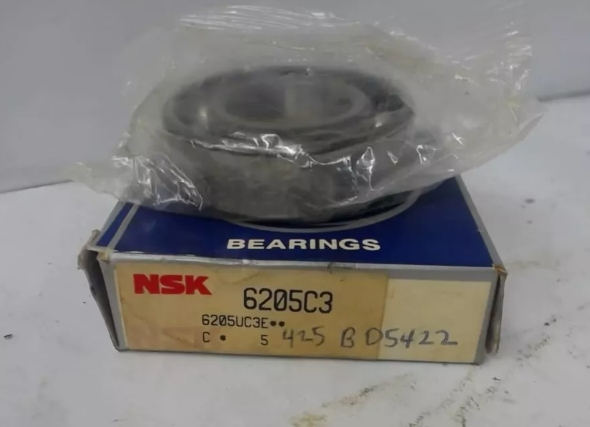 BEARINGS
NSK 6205C3
6205UC3E**
C * 5 425 B D5422